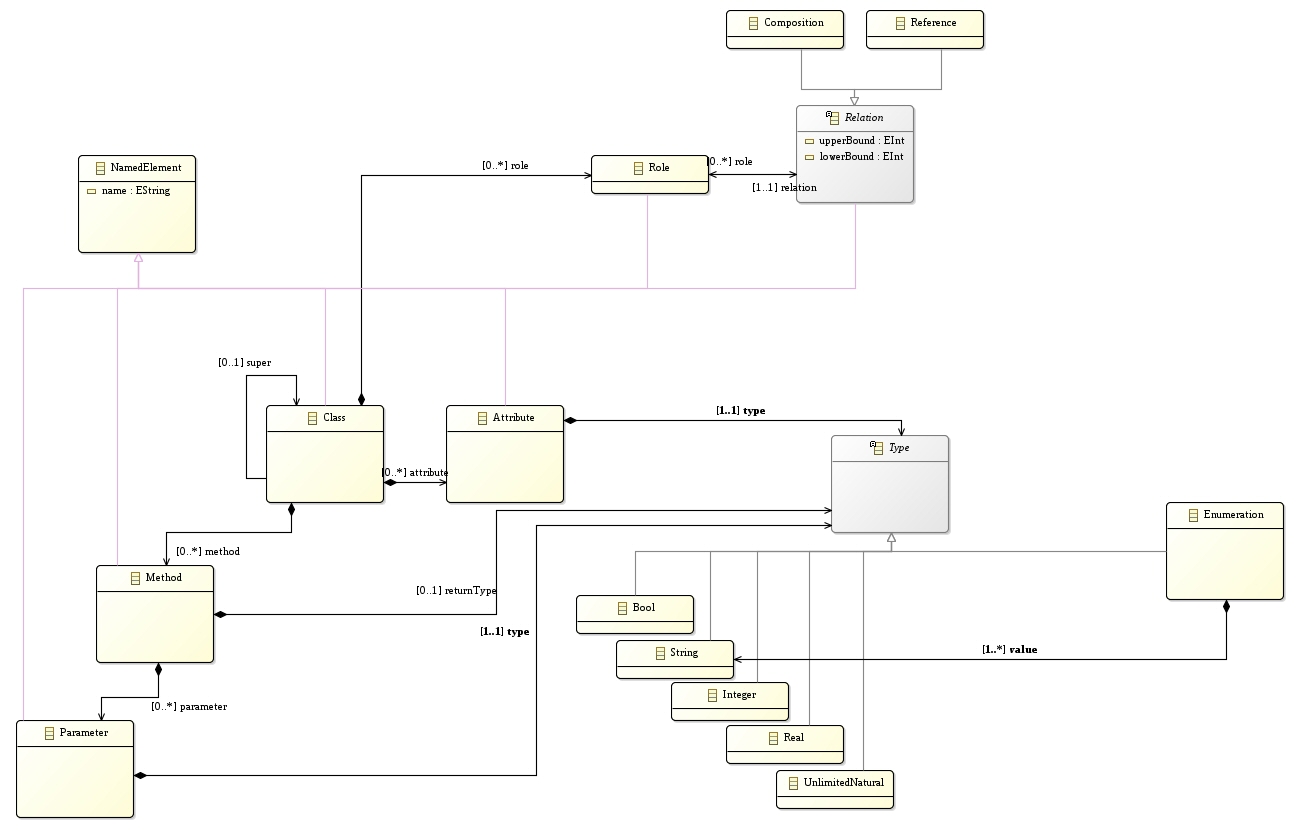 Composition
Reference
Relation
upperBound : EInt
lowerBound : EInt
NamedElement
name : EString
[0..*] role
Role
[0..*] role
[1..1] relation
[0..1] super
Class
Attribute
[1..1] type
Type
[0..*] attribute
Enumeration
[0..*] method
Method
[0..1] returnType
Bool
[1..1] type
String
[1..*] value
Integer
[0..*] parameter
Parameter
Real
UnlimitedNatural